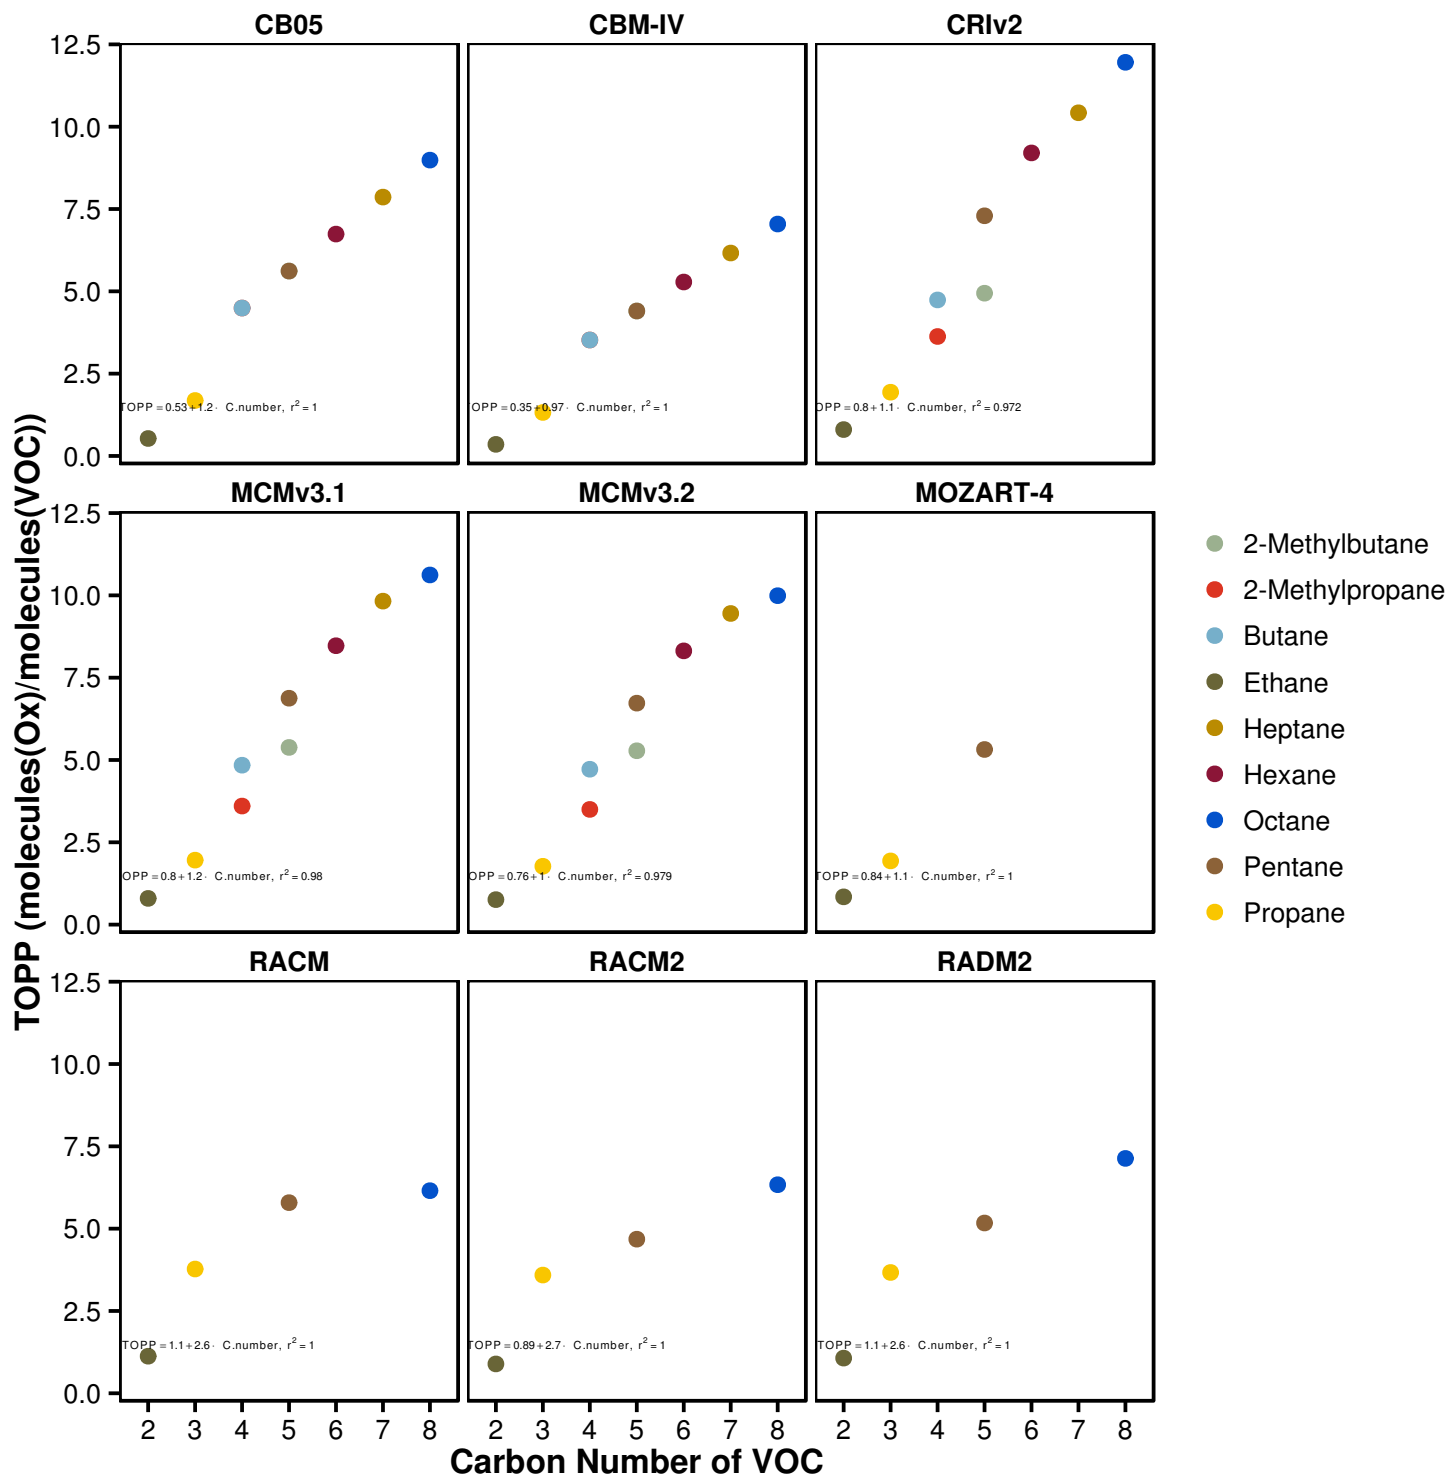 CB05
CBM-IV
CRIv2
12.5
10.0
7.5
5.0
2.5
0.0
TOPP = 0.53 + 1.2 · C.number, r² = 1
OPP = 0.35 + 0.97 · C.number, r² = 1
OPP = 0.8 + 1.1 · C.number, r² = 0.972
MCMv3.1
MCMv3.2
MOZART-4
12.5
10.0
7.5
5.0
2.5
0.0
OPP = 0.8 + 1.2 · C.number, r² = 0.98
OPP = 0.76 + 1 · C.number, r² = 0.979
TOPP = 0.84 + 1.1 · C.number, r² = 1
RACM
RACM2
RADM2
12.5
10.0
7.5
5.0
2.5
0.0
TOPP = 1.1 + 2.6 · C.number, r² = 1
TOPP = 0.89 + 2.7 · C.number, r² = 1
TOPP = 1.1 + 2.6 · C.number, r² = 1
2 3 4 5 6 7 8
2 3 4 5 6 7 8
2 3 4 5 6 7 8
Carbon Number of VOC
TOPP (molecules(Ox)/molecules(VOC))
2-Methylbutane
2-Methylpropane
Butane
Ethane
Heptane
Hexane
Octane
Pentane
Propane